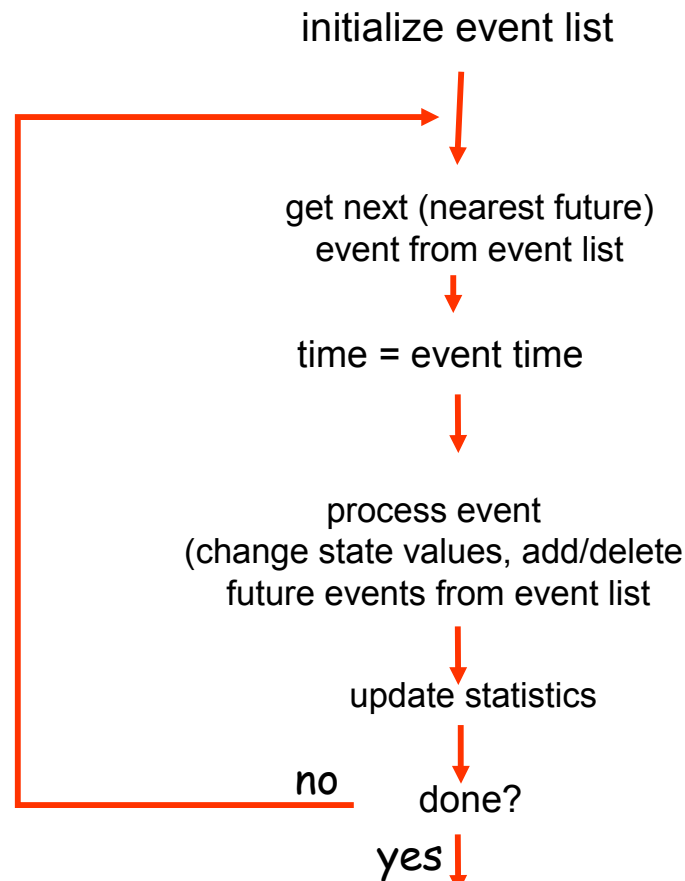 initialize event list
get next (nearest future)
event from event list
time = event time
process event
(change state values, add/delete
future events from event list
update statistics
no
done?
yes